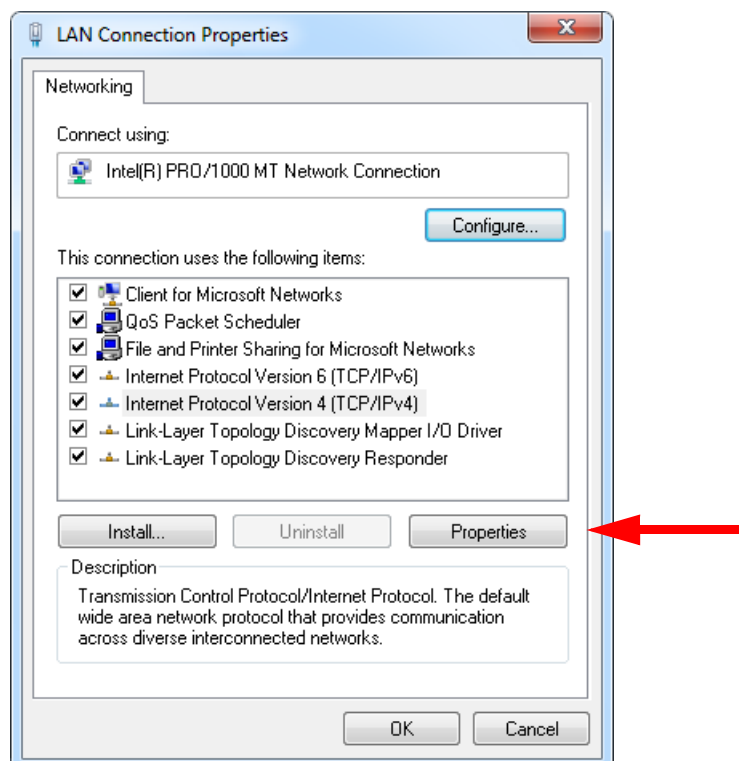 LAN Connection Properties
Networking
Connect using:
Intel(R) PRO/1000 MT Network Connection
Configure...
This connection uses the following items:
Client for Microsoft Networks
QoS Packet Scheduler
File and Printer Sharing for Microsoft Networks
Internet Protocol Version 6 (TCP/IPv6)
Internet Protocol Version 4 (TCP/IPv4)
Link-Layer Topology Discovery Mapper I/O Driver
Link-Layer Topology Discovery Responder
Install... Uninstall Properties
Description
Transmission Control Protocol/Internet Protocol. The default
wide area network protocol that provides communication
across diverse interconnected networks.
OK Cancel